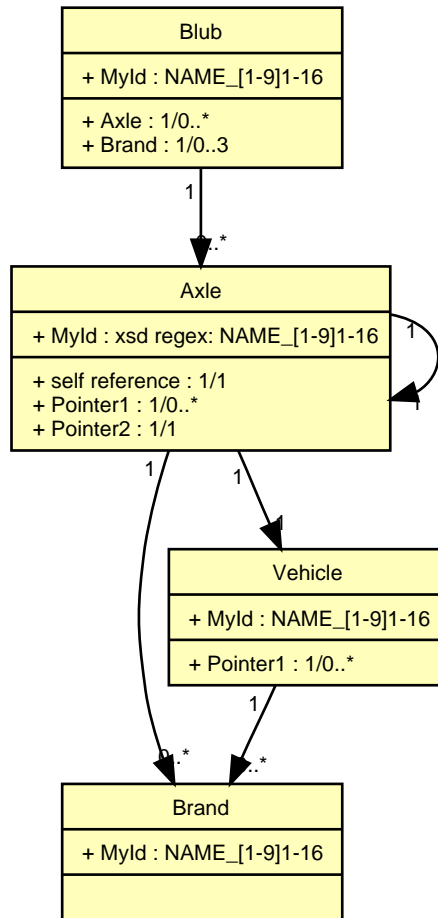 Blub
+ MyId : NAME_[1-9]1-16
+ Axle : 1/0..*
+ Brand : 1/0..3
1
0..*
Axle
+ MyId : xsd regex: NAME_[1-9]1-16
1
+ self reference : 1/1
+ Pointer1 : 1/0..*
1
+ Pointer2 : 1/1
1
1
1
Vehicle
+ MyId : NAME_[1-9]1-16
+ Pointer1 : 1/0..*
1
0..*
..*
Brand
+ MyId : NAME_[1-9]1-16